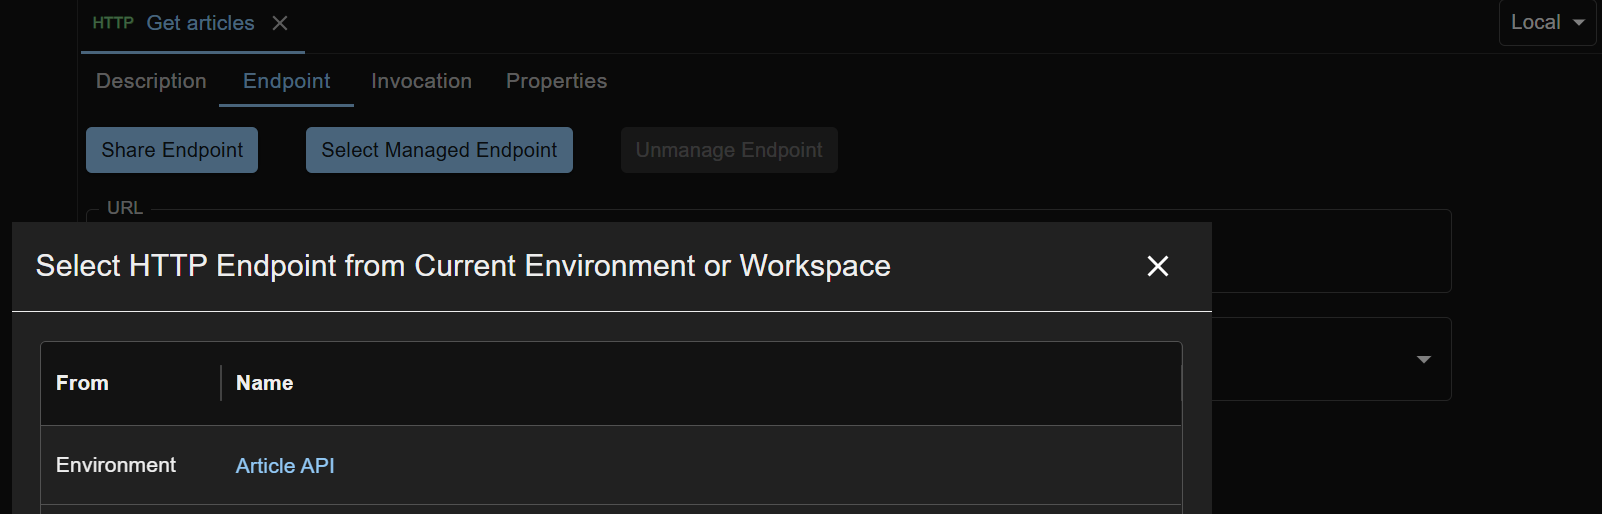 HTTP Get articles
Local
Description Endpoint Invocation Properties
Share Endpoint Select Managed Endpoint Unmanage Endpoint
URL
Select HTTP Endpoint from Current Environment or Workspace
From Name
Environment Article API